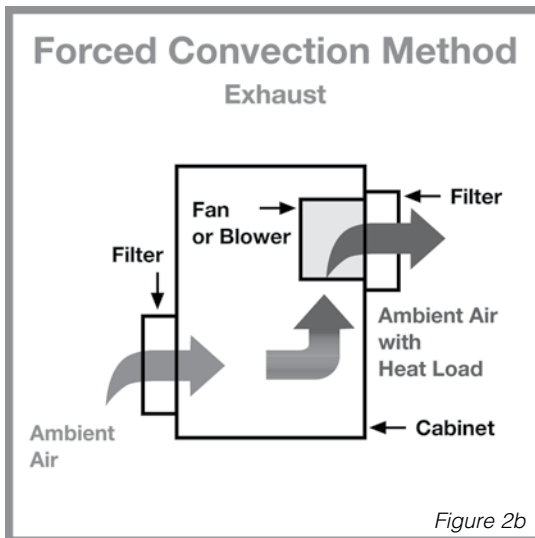 Forced Convection Method
Exhaust
Fan
or Blower
Filter
Filter
Ambient Air
with
Heat Load
Ambient
Air
Cabinet
Figure 2b